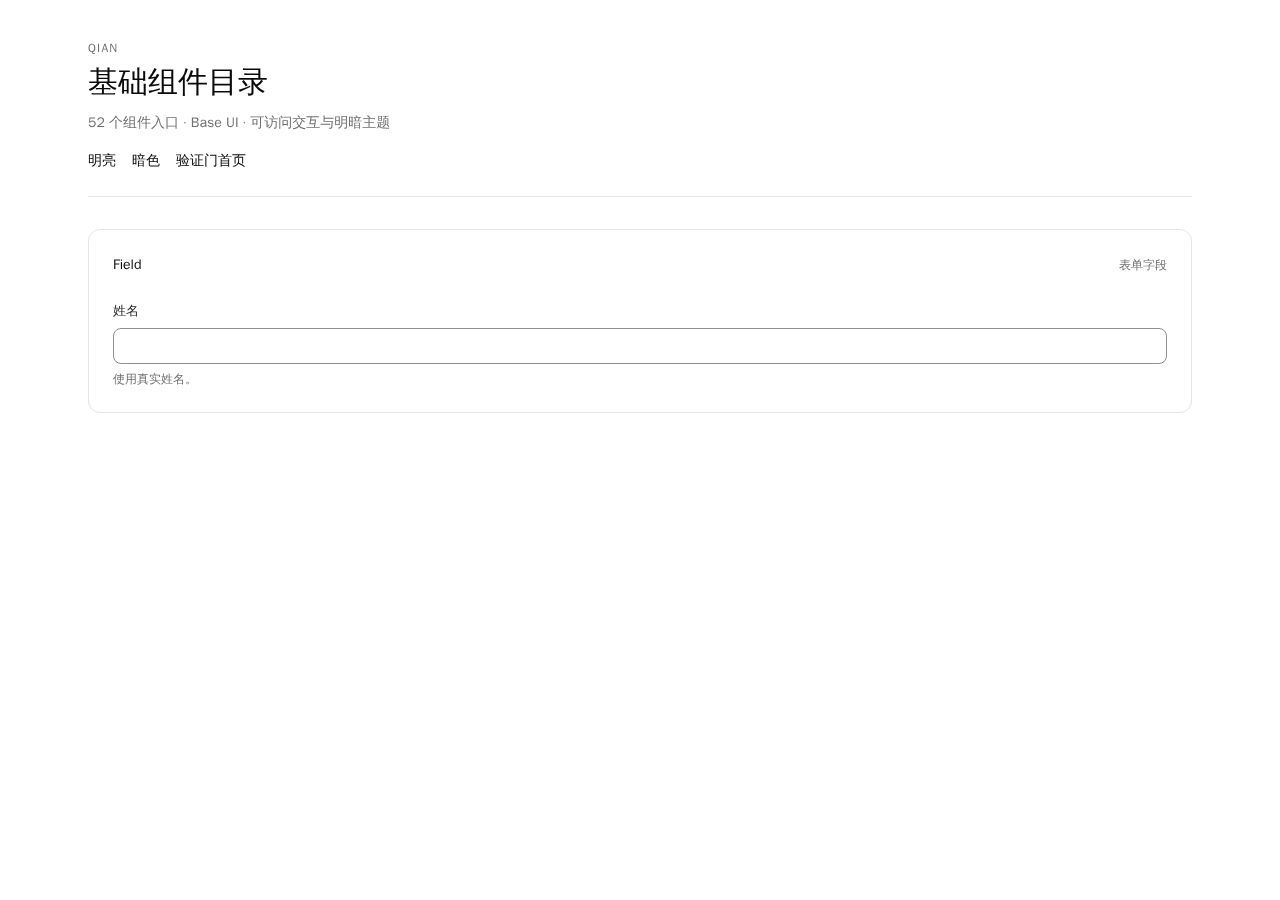 QIAN
基础组件目录
52 个组件入口 · Base UI · 可访问交互与明暗主题
明亮 暗色 验证门首页
Field 表单字段
姓名
使用真实姓名。